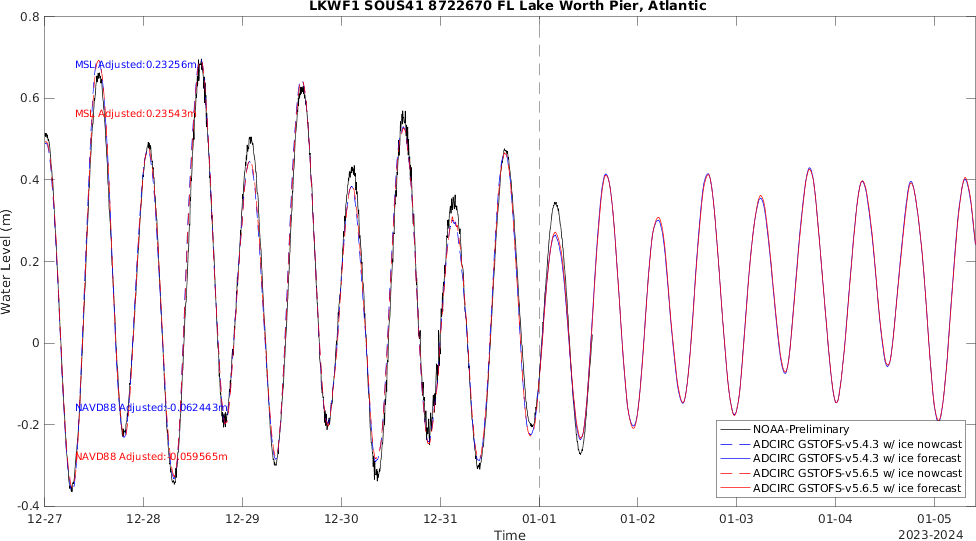 LKWF1 SOUS41 8722670 FL Lake Worth Pier, Atlantic
0.8
0.6
0.4
0.2
0
-0.2
-0.4
Water Level (m)
MSL Adjusted:0.23256m
MSL Adjusted:0.23543m
NAVD88 Adjusted:-0.062443m
NAVD88 Adjusted:-0.059565m
NOAA-Preliminary
ADCIRC GSTOFS-v5.4.3 w/ ice nowcast
ADCIRC GSTOFS-v5.4.3 w/ ice forecast
ADCIRC GSTOFS-v5.6.5 w/ ice nowcast
ADCIRC GSTOFS-v5.6.5 w/ ice forecast
12-27 12-28 12-29 12-30 12-31 01-01 01-02 01-03 01-04 01-05
Time
2023-2024